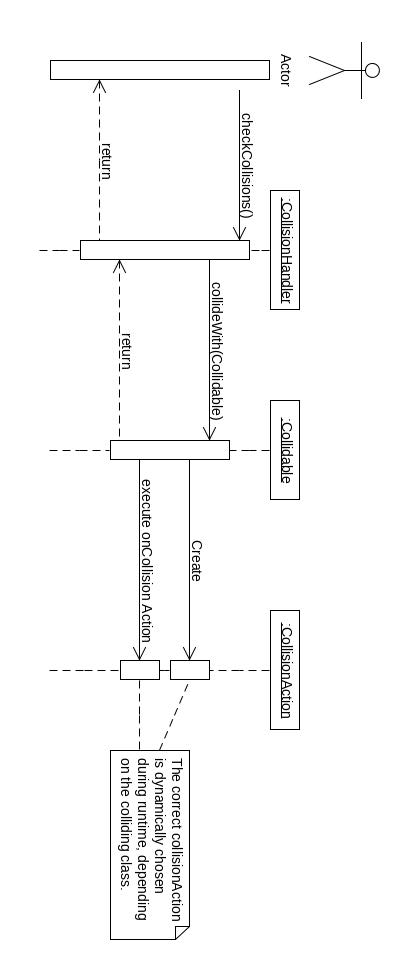 Actor
:CollisionHandler
:Collidable
:CollisionAction
checkCollisions()
collideWith(Collidable)
Create
return
return
execute onCollision Action
The correct collisionAction
is dynamically chosen
during runtime, depending
on the colliding class.